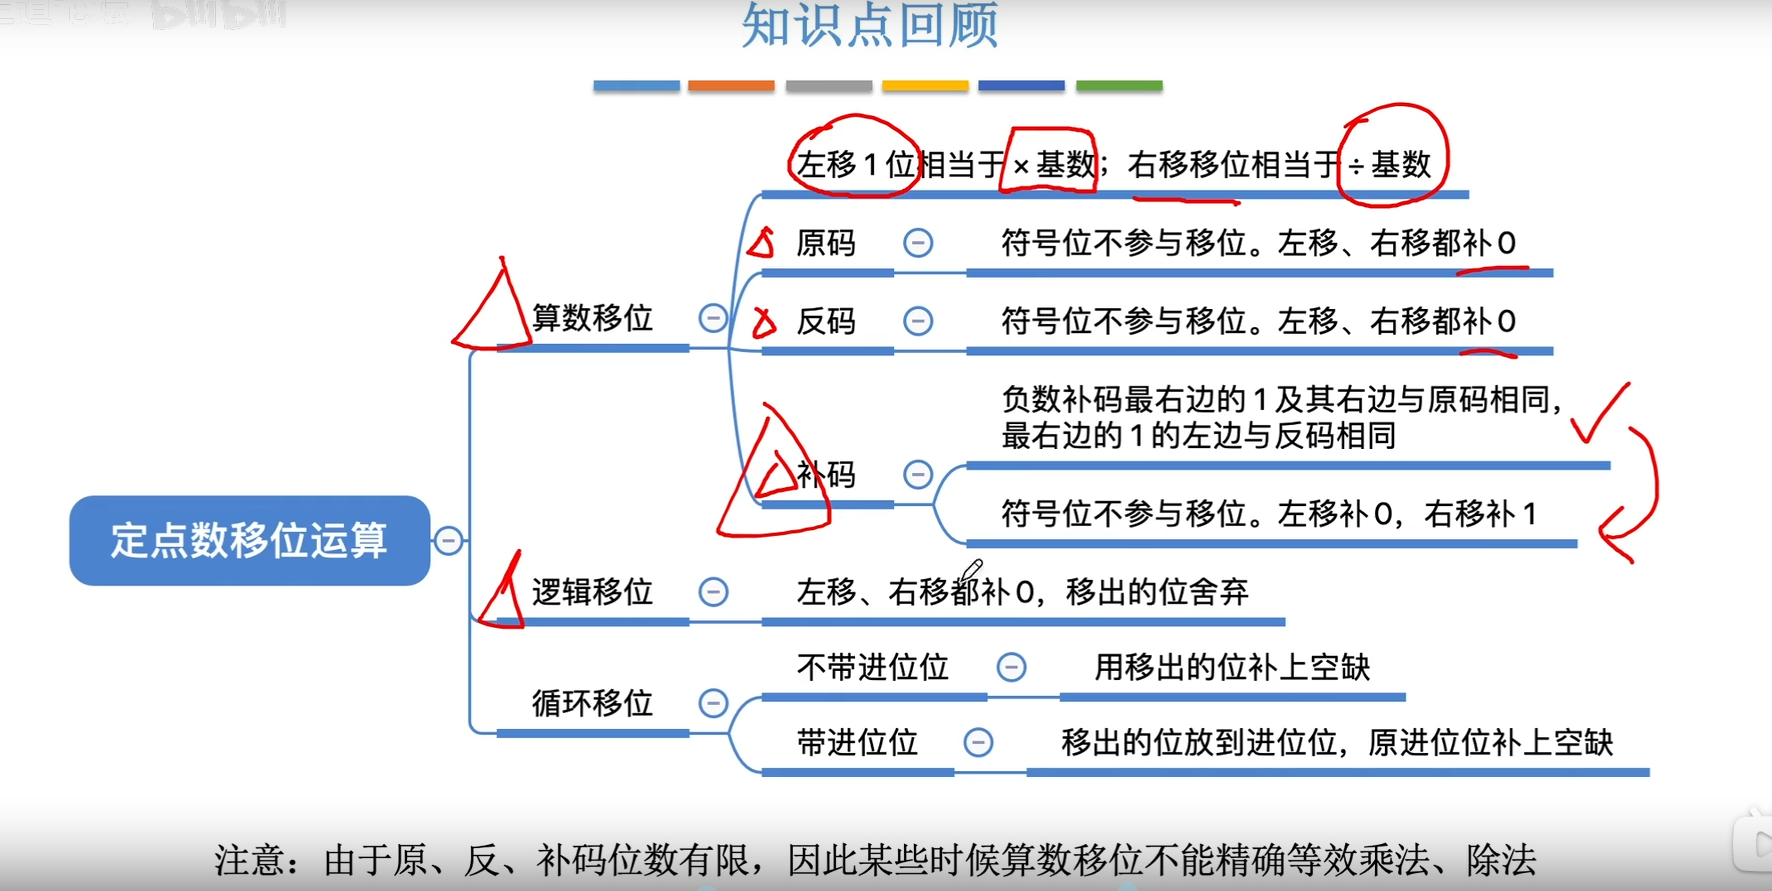 知识点回顾
左移1位相当于×基数；右移移位相当于÷基数
原码
符号位不参与移位。左移、右移都补0
反码
符号位不参与移位。左移、右移都补0
算数移位
负数补码最右边的1及其右边与原码相同，
最右边的1的左边与反码相同
补码
符号位不参与移位。左移补0，右移补1
定点数移位运算
逻辑移位
左移、右移都补0，移出的位舍弃
不带进位位
用移出的位补上空缺
循环移位
带进位位
移出的位放到进位位，原进位位补上空缺
注意：由于原、反、补码位数有限，因此某些时候算数移位不能精确等效乘法、除法